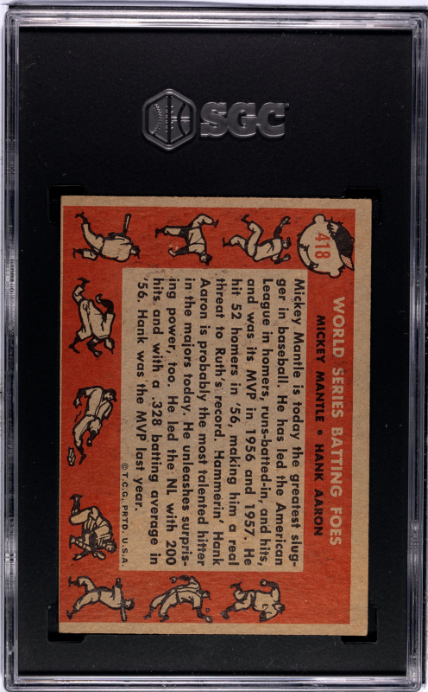 SGC
418
WORLD SERIES BATTING FOES
MICKEY MANTLE • HANK AARON
Mickey Mantle is today the greatest slug-
ger in baseball. He has led the American
League in homers, runs-batted-in, and hits,
and was its MVP in 1956 and 1957. He
hit 52 homers in '56, making him a real
threat to Ruth's record. Hammerin' Hank
Aaron is probably the most talented hitter
in the majors today. He unleashes surpris-
ing power, too. He led the NL with 200
hits and with a .328 batting average in
'56. Hank was the MVP last year.
© T.C.G. PRTD U.S.A.